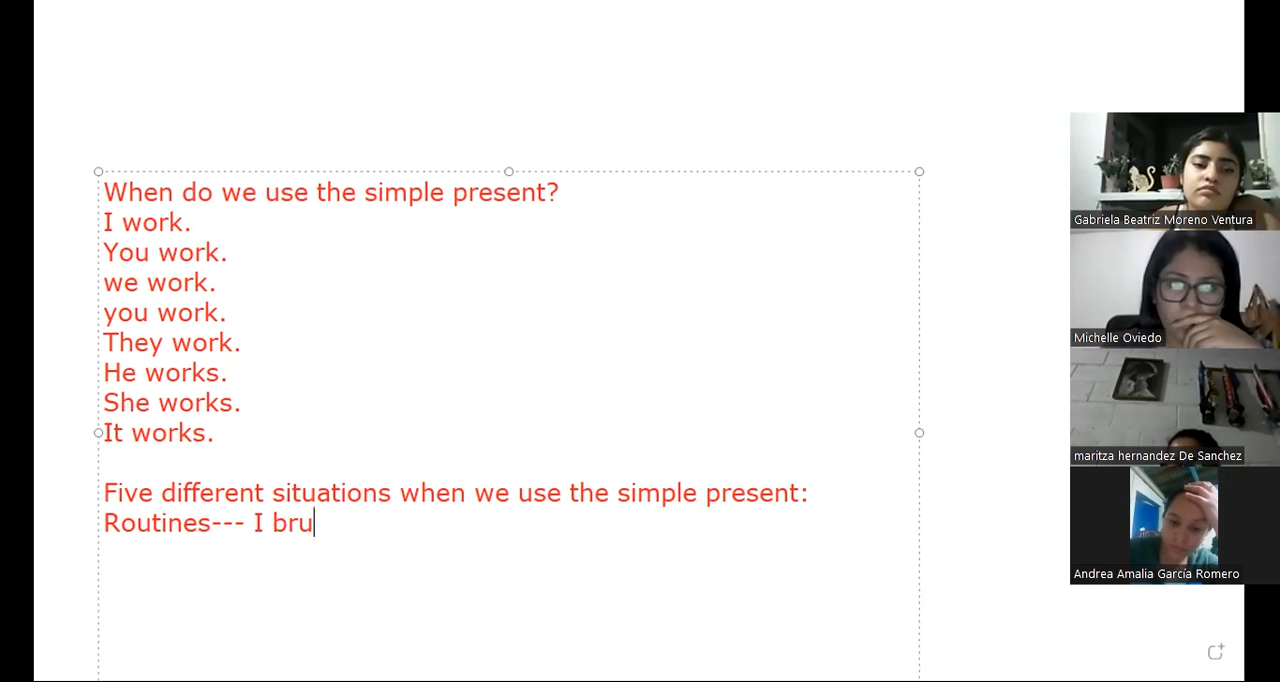 When do we use the simple present?
I work.
You work.
we work.
you work.
They work.
He works.
She works.
It works.
Five different situations when we use the simple present:
Routines--- I bru
Gabriela Beatriz Moreno Ventura
Michelle Oviedo
maritza hernandez De Sanchez
Andrea Amalia García Romero